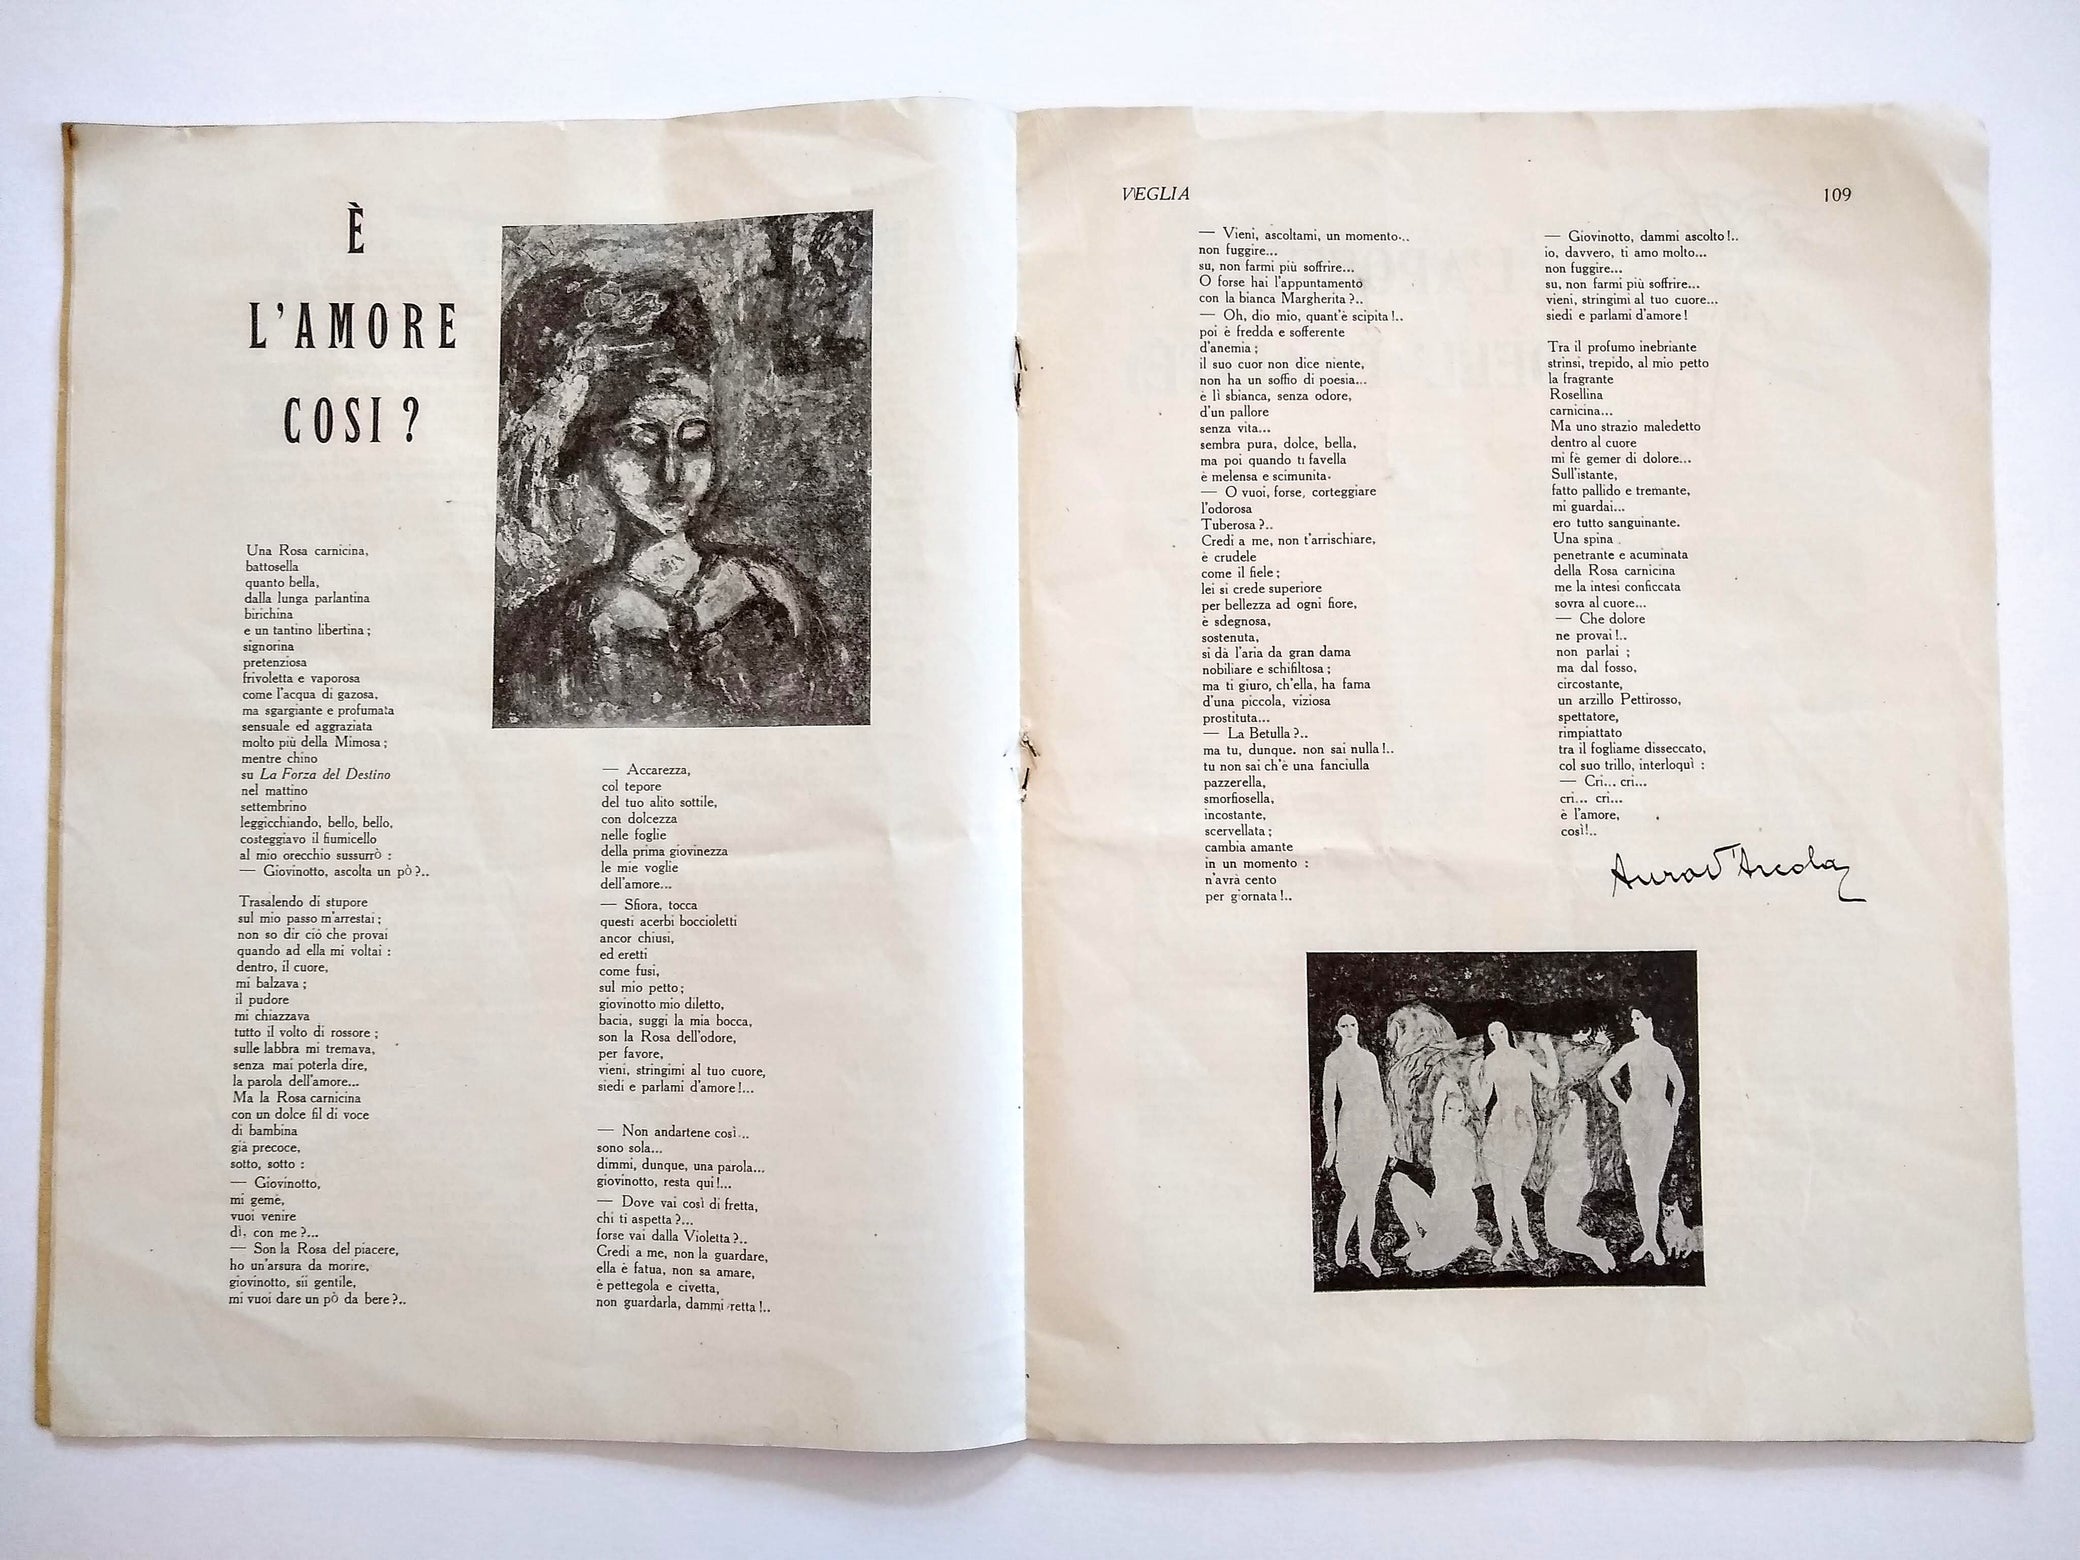 È
L'AMORE
COSI ?
Una Rosa carnicina,
battosella
quanto bella,
dalla lunga parlantina
birichina
e un tantino libertina ;
signorina
pretenziosa
frivoletta e vaporosa
come l'acqua di gazosa,
ma sgargiante e profumata
sensuale ed aggraziata
molto più della Mimosa ;
mentre chino
su La Forza del Destino
nel mattino
settembrino
leggicchiando, bello, bello,
costeggiavo il fiumicello
al mio orecchio sussurrò :
— Giovinotto, ascolta un pò ?..
Trasalendo di stupore
sul mio passo m'arrestai ;
non so dir ciò che provai
quando ad ella mi voltai :
dentro, il cuore,
mi balzava ;
il pudore
mi chiazzava
tutto il volto di rossore ;
sulle labbra mi tremava,
senza mai poterla dire,
la parola dell'amore...
Ma la Rosa carnicina
con un dolce fil di voce
di bambina
già precoce,
sotto, sotto :
— Giovinotto,
mi gemè,
vuoi venire
dì, con me ?...
— Son la Rosa del piacere,
ho un'arsura da morire,
giovinotto, sii gentile,
mi vuoi dare un pò da bere ?..
— Accarezza,
col tepore
del tuo alito sottile,
con dolcezza
nelle foglie
della prima giovinezza
le mie voglie
dell'amore...
— Sfiora, tocca
questi acerbi boccioletti
ancor chiusi,
ed eretti
come fusi,
sul mio petto ;
giovinotto mio diletto,
bacia, suggi la mia bocca,
son la Rosa dell'odore,
per favore,
vieni, stringimi al tuo cuore,
siedi e parlami d'amore !...
— Non andartene così...
sono sola...
dimmi, dunque, una parola...
giovinotto, resta qui !...
— Dove vai così di fretta,
chi ti aspetta ?...
forse vai dalla Violetta ?..
Credi a me, non la guardare,
ella è fatua, non sa amare,
è pettegola e civetta,
non guardarla, dammi retta !..
VEGLIA
109
— Vieni, ascoltami, un momento...
non fuggire...
su, non farmi più soffrire...
O forse hai l'appuntamento
con la bianca Margherita ?..
— Oh, dio mio, quant'è scipita !..
poi è fredda e sofferente
d'anemia ;
il suo cuor non dice niente,
non ha un soffio di poesia...
è lì sbianca, senza odore,
d'un pallore
senza vita...
sembra pura, dolce, bella,
ma poi quando ti favella
è melensa e scimunita.
— O vuoi, forse, corteggiare
l'odorosa
Tuberosa ?..
Credi a me, non t'arrischiare,
è crudele
come il fiele ;
lei si crede superiore
per bellezza ad ogni fiore,
è sdegnosa,
sostenuta,
si dà l'aria da gran dama
nobiliare e schifiltosa ;
ma ti giuro, ch'ella, ha fama
d'una piccola, viziosa
prostituta...
— La Betulla ?..
ma tu, dunque. non sai nulla !..
tu non sai ch'è una fanciulla
pazzerella,
smorfiosella,
incostante,
scervellata ;
cambia amante
in un momento :
n'avrà cento
per giornata !..
— Giovinotto, dammi ascolto !..
io, davvero, ti amo molto...
non fuggire...
su, non farmi più soffrire...
vieni, stringimi al tuo cuore...
siedi e parlami d'amore !
Tra il profumo inebriante
strinsi, trepido, al mio petto
la fragrante
Rosellina
carnicina...
Ma uno strazio maledetto
dentro al cuore
mi fè gemer di dolore...
Sull'istante,
fatto pallido e tremante,
mi guardai...
ero tutto sanguinante.
Una spina
penetrante e acuminata
della Rosa carnicina
me la intesi conficcata
sovra al cuore...
— Che dolore
ne provai !..
non parlai ;
ma dal fosso,
circostante,
un arzillo Pettirosso,
spettatore,
rimpiattato
tra il fogliame disseccato,
col suo trillo, interloquì :
— Cri... cri...
cri... cri...
è l'amore,
così!..
Auro D'Arcola